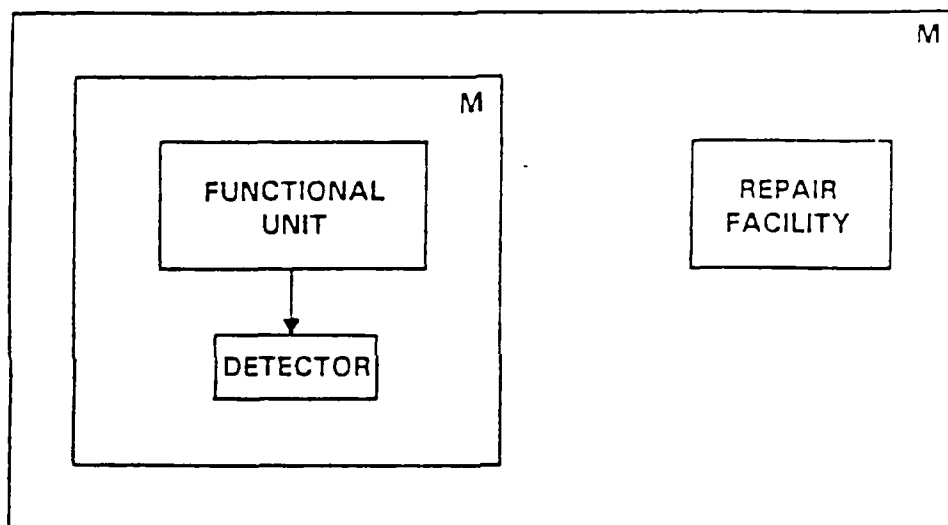 M
M
FUNCTIONAL
UNIT
REPAIR
FACILITY
DETECTOR